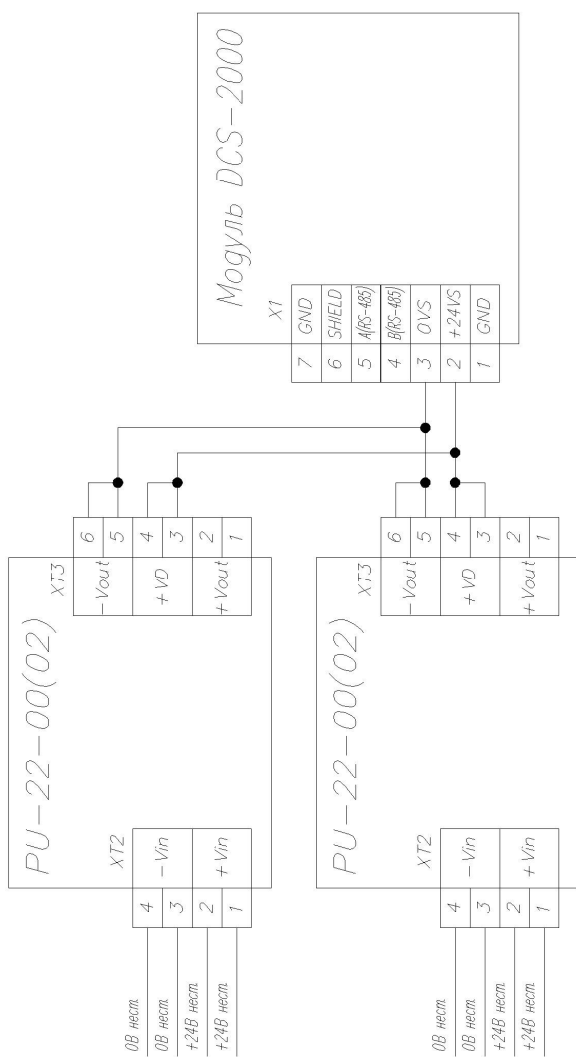 Модуль DCS-2000
X1
7 GND
6 SHIELD
5 A(RS-485)
4 B(RS-485)
3 0VS
2 +24VS
1 GND
PU-22-00(02)
XT3
6
-Vout
5
4
+VD
3
2
+Vout
1
XT2
4
-Vin
3
2
+Vin
1
0В нест.
0В нест.
+24В нест.
+24В нест.
PU-22-00(02)
XT3
6
-Vout
5
4
+VD
3
2
+Vout
1
XT2
4
-Vin
3
2
+Vin
1
0В нест.
0В нест.
+24В нест.
+24В нест.